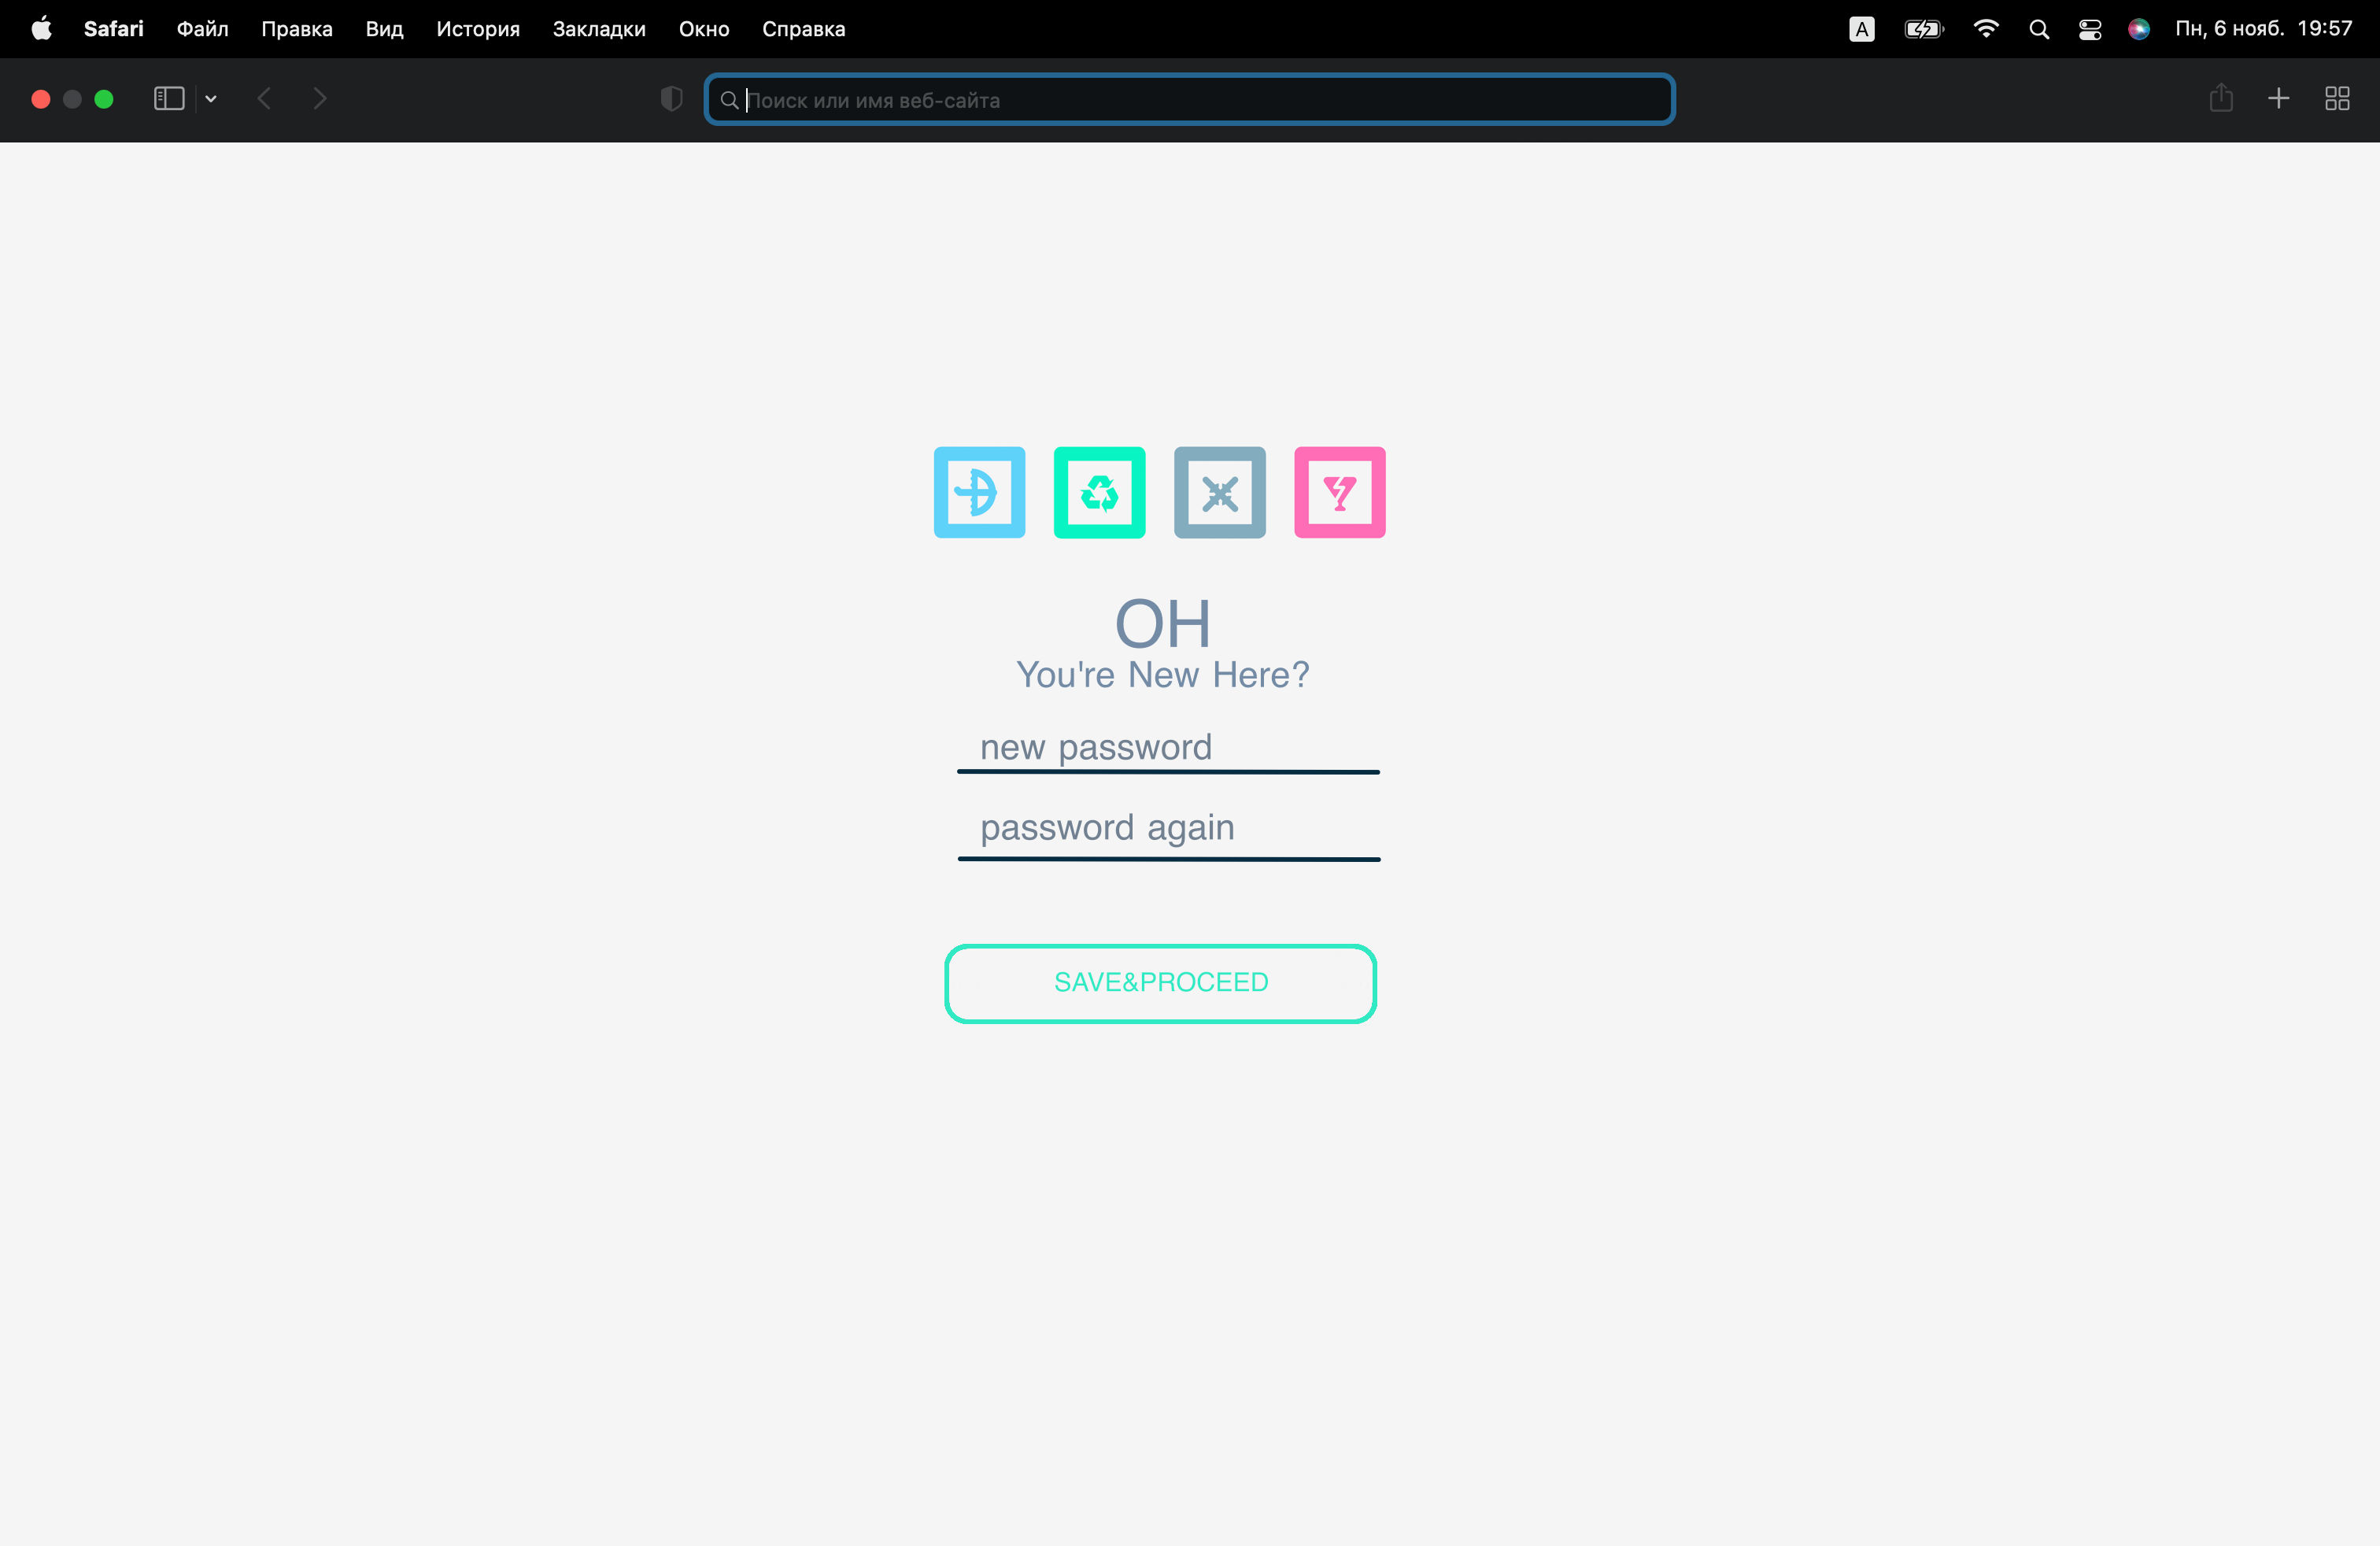 Safari Файл Правка Вид История Закладки Окно Справка A Пн, 6 нояб. 19:57
Поиск или имя веб-сайта
OH
You're New Here?
new password
password again
SAVE&PROCEED